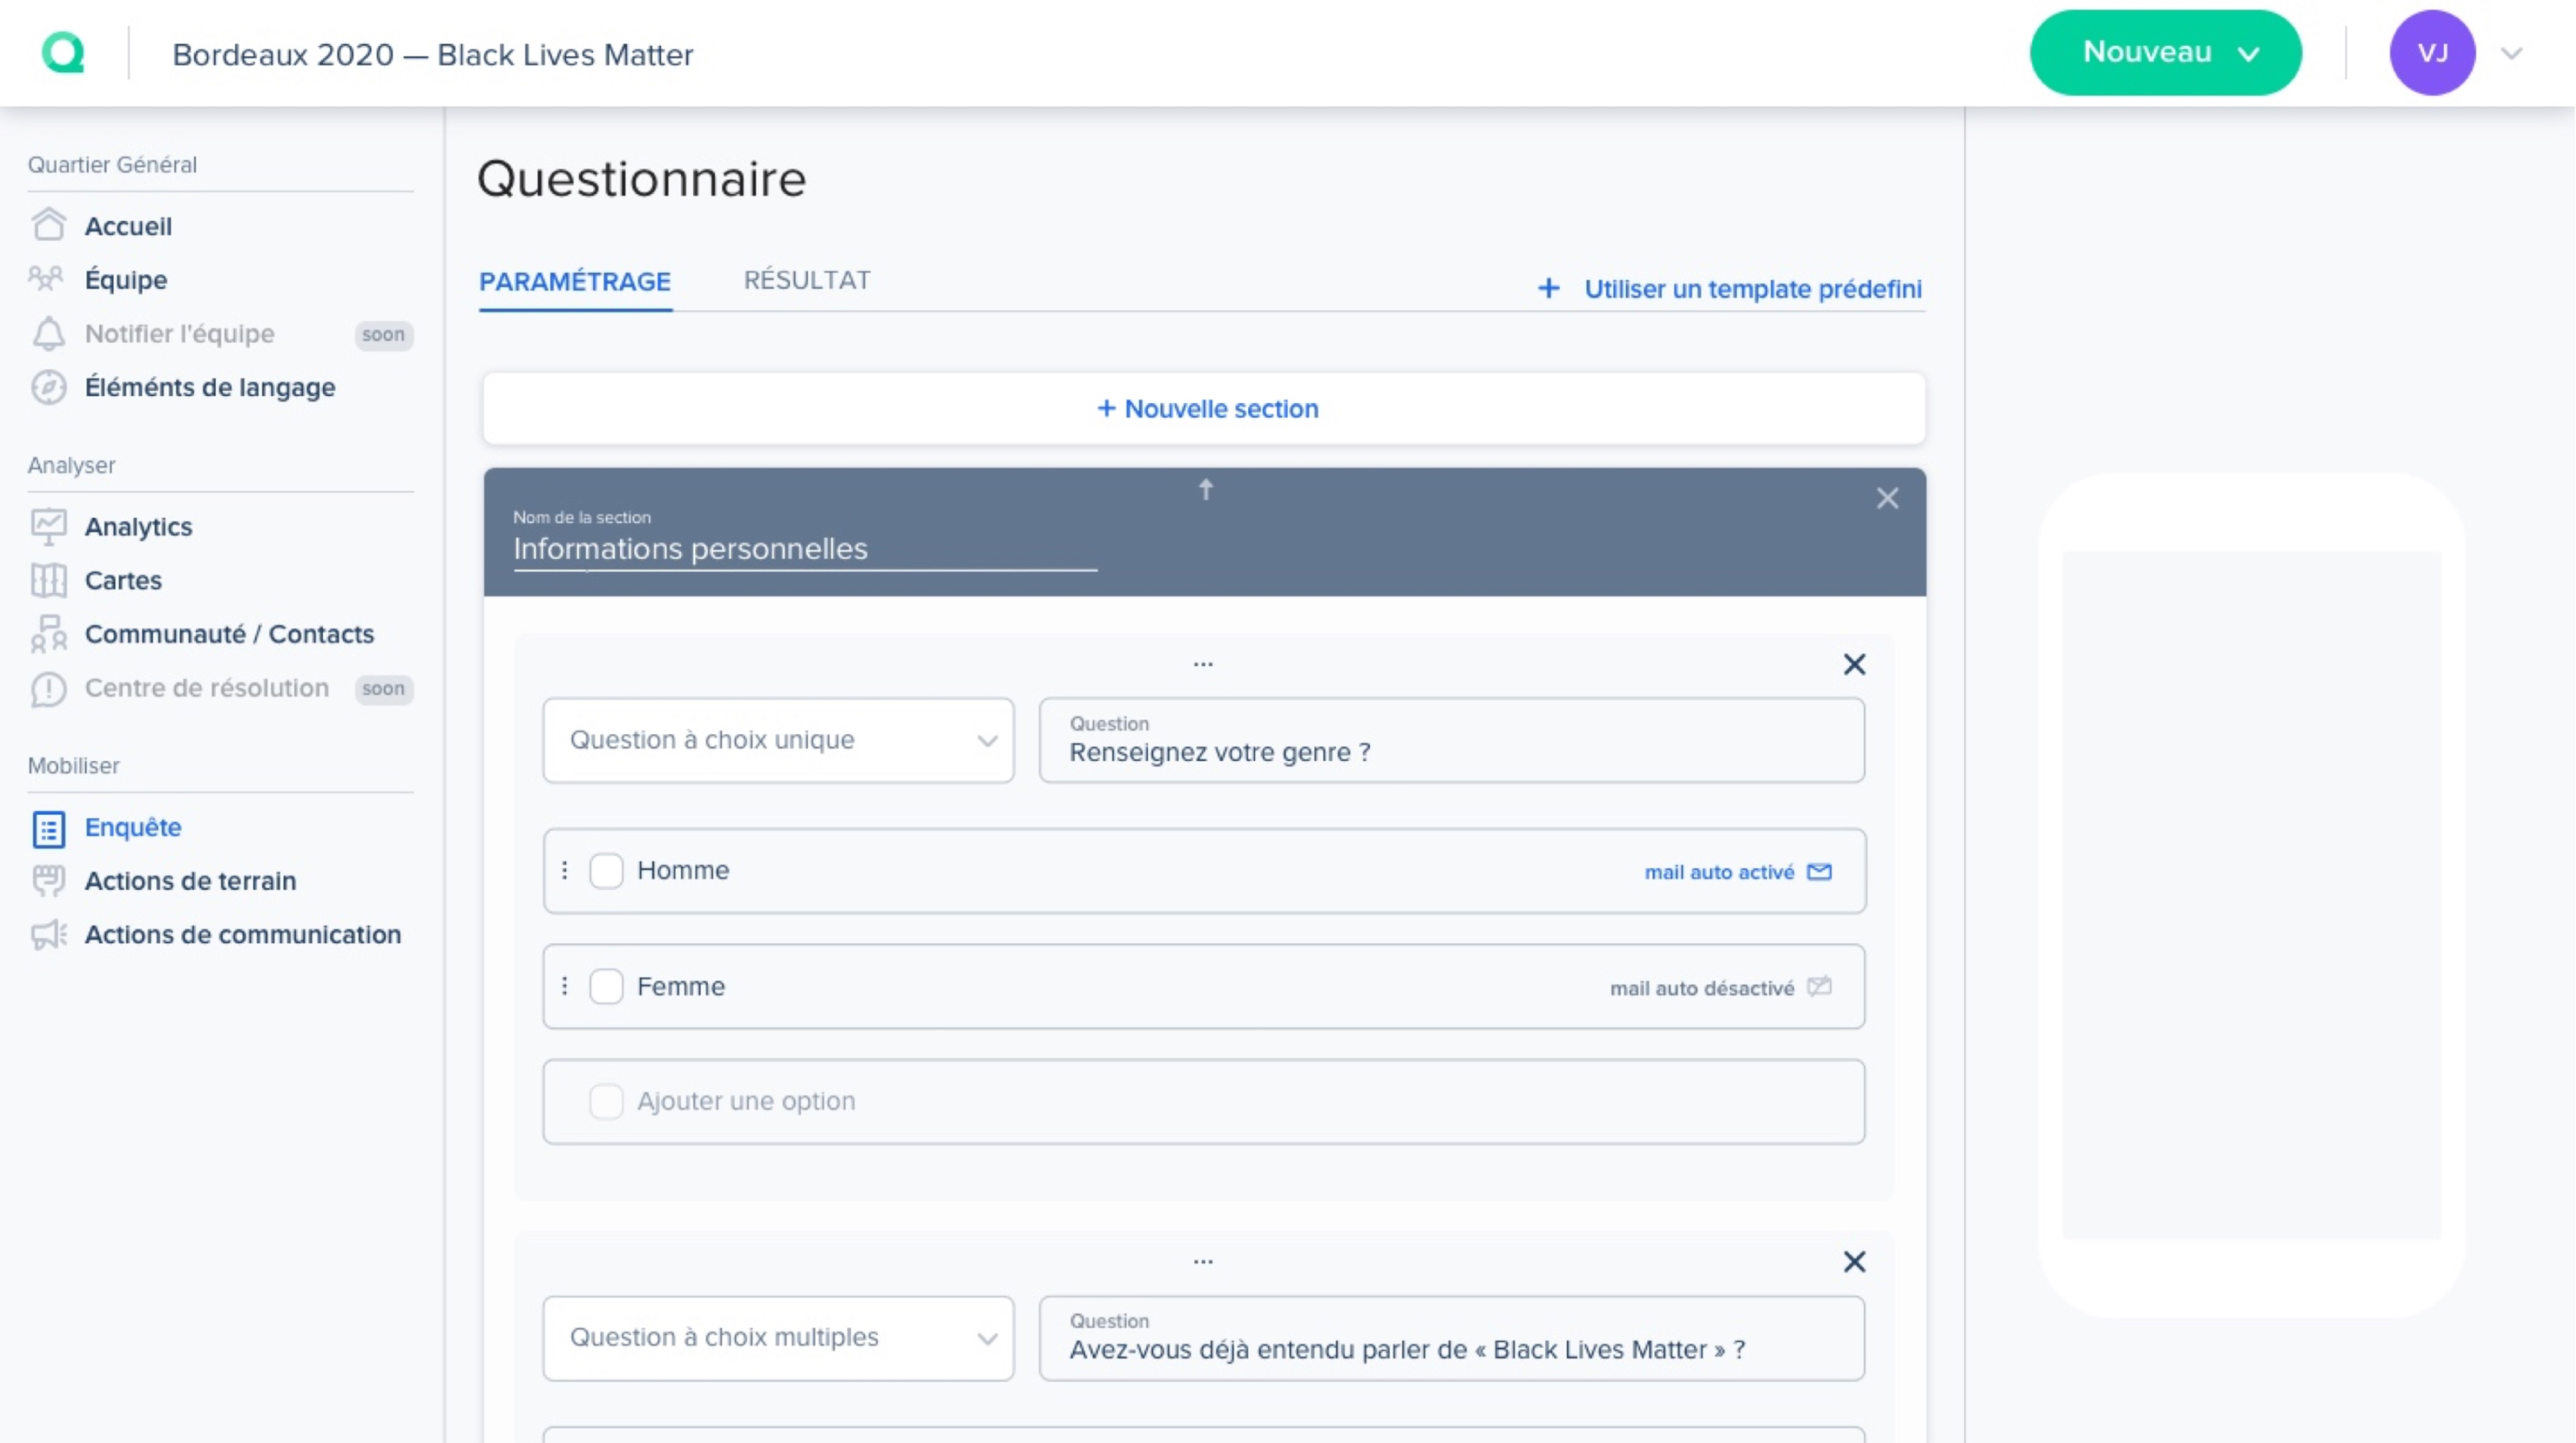 Bordeaux 2020 — Black Lives Matter
Nouveau
VJ
Quartier Général
Accueil
Équipe
Notifier l'équipe soon
Éléménts de langage
Analyser
Analytics
Cartes
Communauté / Contacts
Centre de résolution soon
Mobiliser
Enquête
Actions de terrain
Actions de communication
Questionnaire
PARAMÉTRAGE RÉSULTAT
+ Utiliser un template prédefini
+ Nouvelle section
Nom de la section
Informations personnelles
...
Question à choix unique
Question
Renseignez votre genre ?
Homme mail auto activé
Femme mail auto désactivé
Ajouter une option
...
Question à choix multiples
Question
Avez-vous déjà entendu parler de « Black Lives Matter » ?